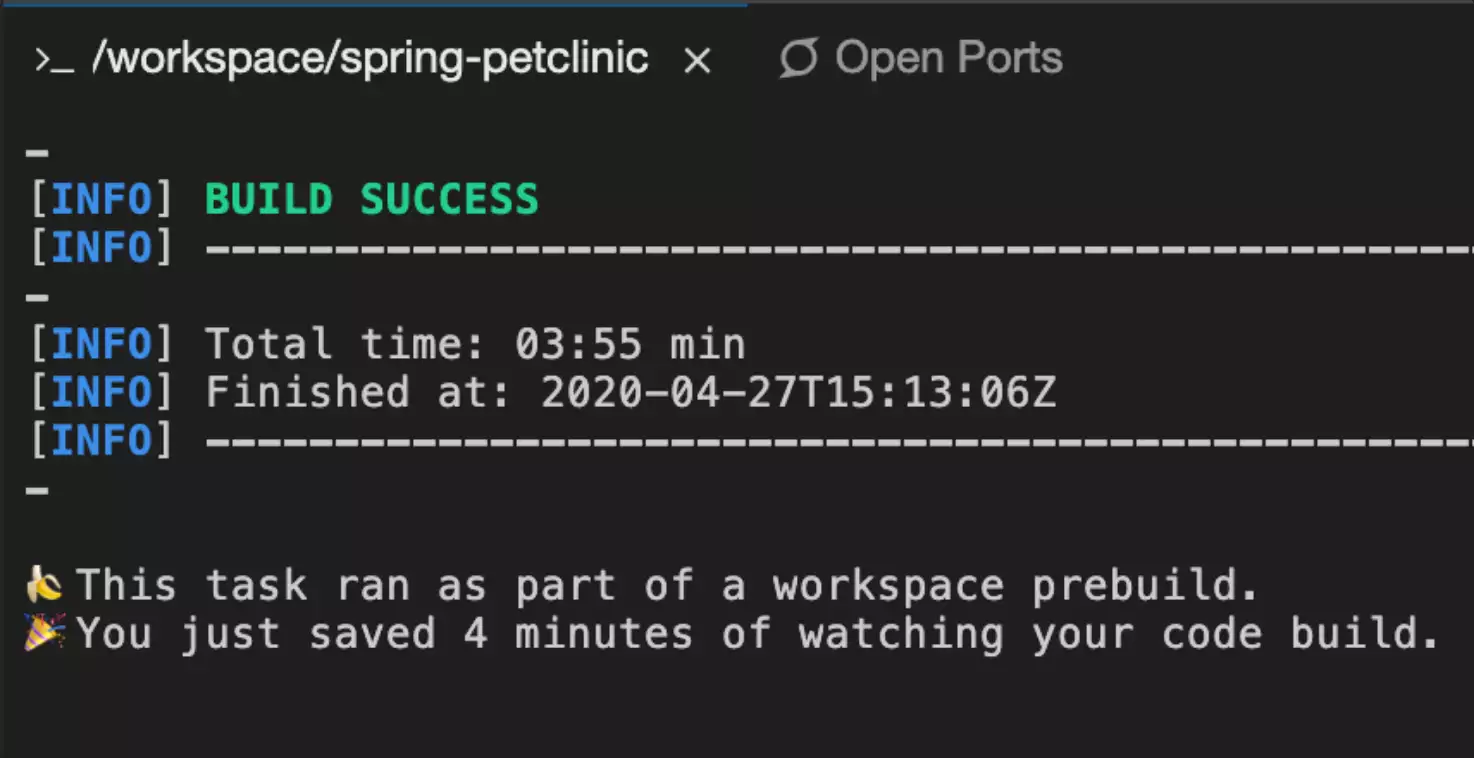 >_ /workspace/spring-petclinic × Open Ports
-
[INFO] BUILD SUCCESS
[INFO] -------------------------------------------------
-
[INFO] Total time: 03:55 min
[INFO] Finished at: 2020-04-27T15:13:06Z
[INFO] -------------------------------------------------
-
🍌 This task ran as part of a workspace prebuild.
🎉 You just saved 4 minutes of watching your code build.